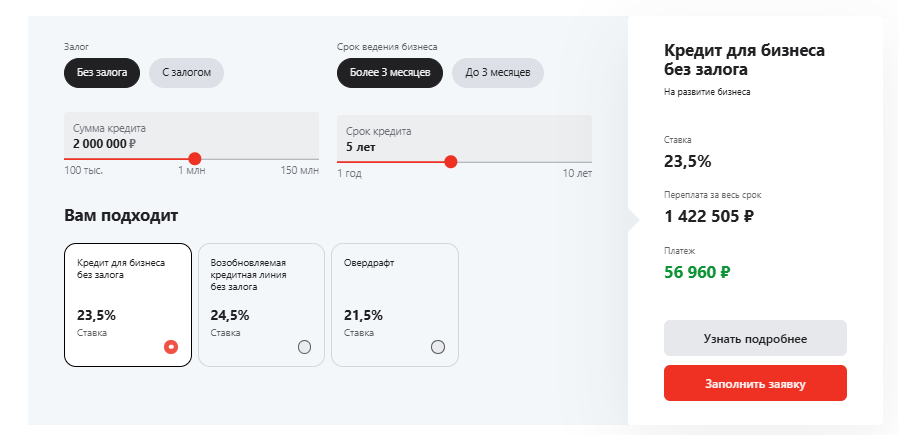 Залог
Без залога
С залогом
Срок ведения бизнеса
Более 3 месяцев
До 3 месяцев
Сумма кредита
2 000 000 ₽
100 тыс.
1 млн
150 млн
Срок кредита
5 лет
1 год
10 лет
Вам подходит
Кредит для бизнеса
без залога
23,5%
Ставка
Возобновляемая
кредитная линия
без залога
24,5%
Ставка
Овердрафт
21,5%
Ставка
Кредит для бизнеса
без залога
На развитие бизнеса
Ставка
23,5%
Переплата за весь срок
1 422 505 ₽
Платеж
56 960 ₽
Узнать подробнее
Заполнить заявку